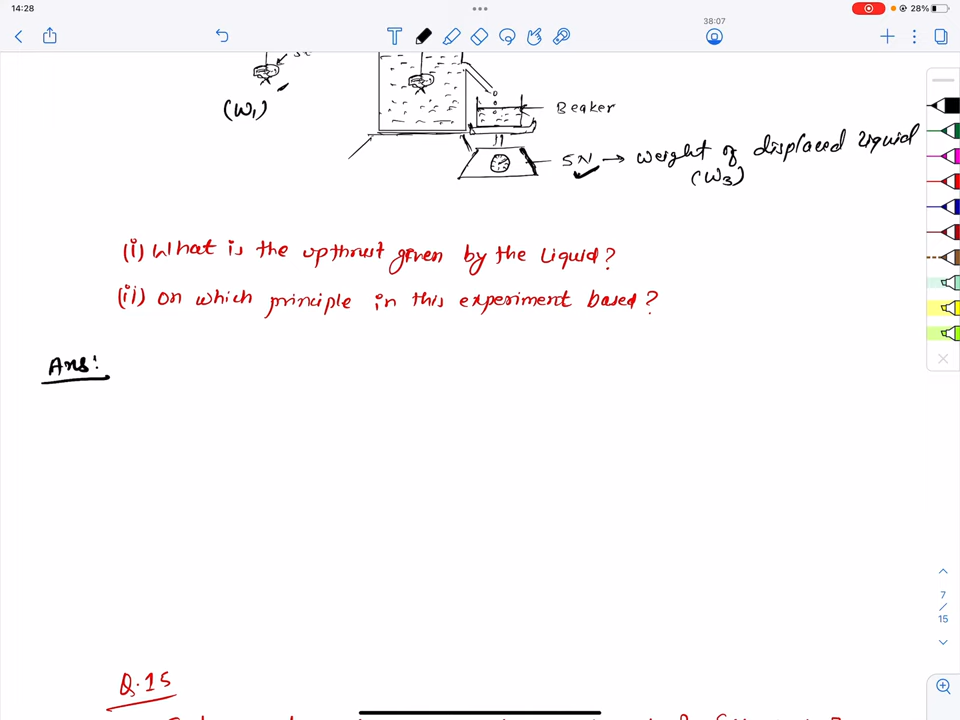 14:28
28%
38:07
(W1)
Beaker
5N → weight of displaced liquid
(W3)
(i) What is the upthrust given by the liquid?
(ii) on which principle in this experiment based?
Ans:
7
/
15
Q.15